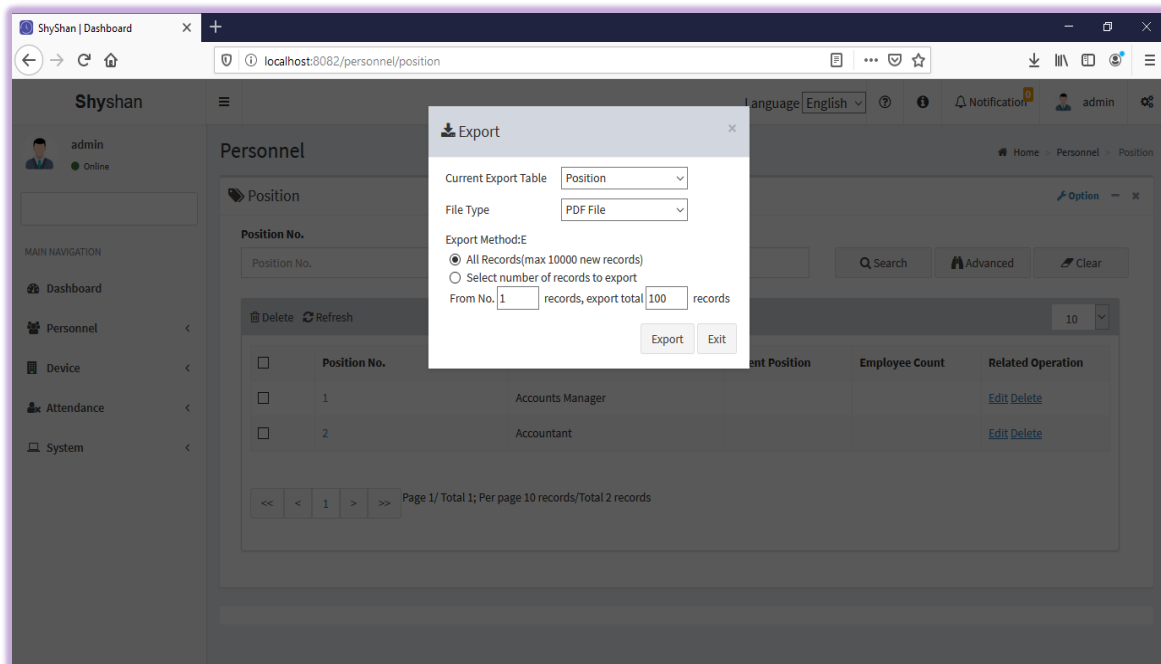 ShyShan | Dashboard
localhost:8082/personnel/position
Shyshan
Language English
Notification 0
admin
admin
Online
MAIN NAVIGATION
Dashboard
Personnel
Device
Attendance
System
Personnel
Home > Personnel > Position
Position
Option
Position No.
Position No.
Search
Advanced
Clear
Delete Refresh
10
Position No.
ent Position
Employee Count
Related Operation
1 Accounts Manager Edit Delete
2 Accountant Edit Delete
<< < 1 > >> Page 1/ Total 1; Per page 10 records/Total 2 records
Export
Current Export Table Position
File Type PDF File
Export Method:E
All Records(max 10000 new records)
Select number of records to export
From No. 1 records, export total 100 records
Export Exit